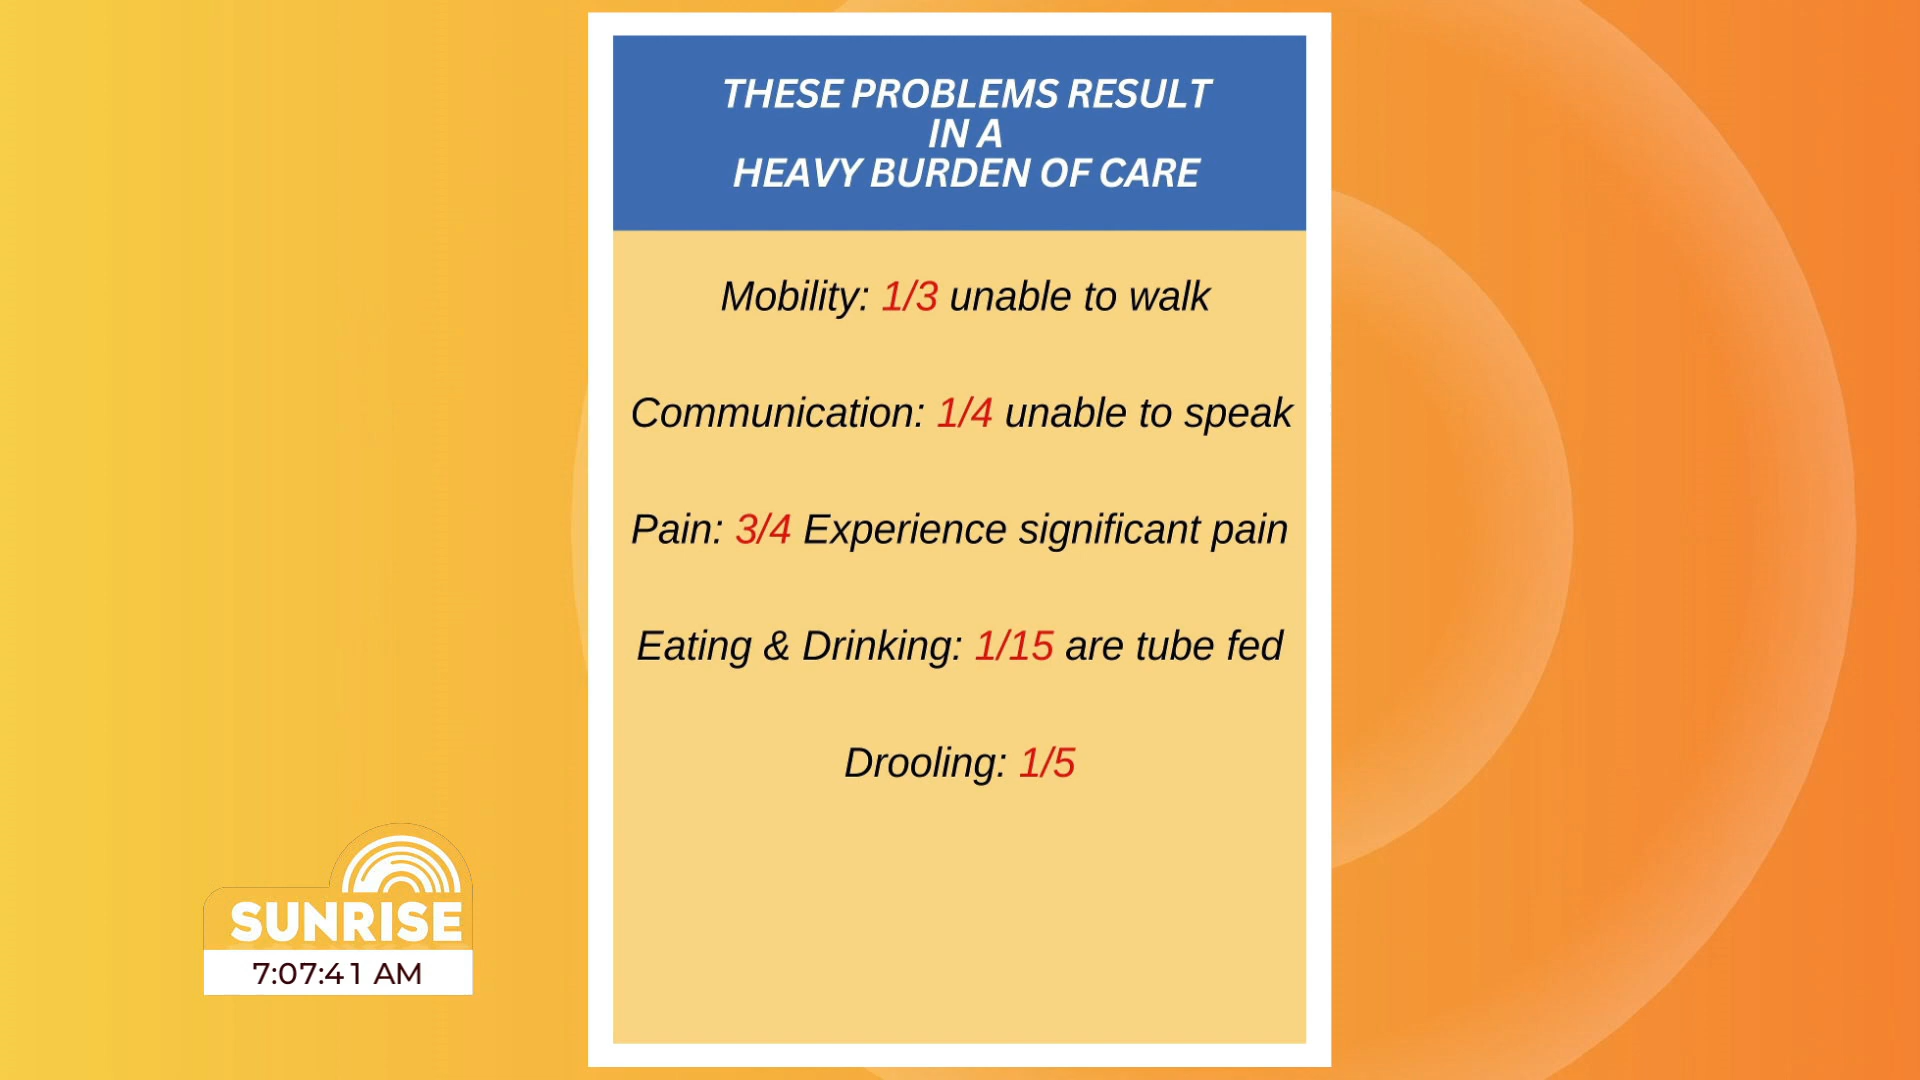 THESE PROBLEMS RESULT
IN A
HEAVY BURDEN OF CARE
Mobility: 1/3 unable to walk
Communication: 1/4 unable to speak
Pain: 3/4 Experience significant pain
Eating & Drinking: 1/15 are tube fed
Drooling: 1/5
SUNRISE
7:07:41 AM